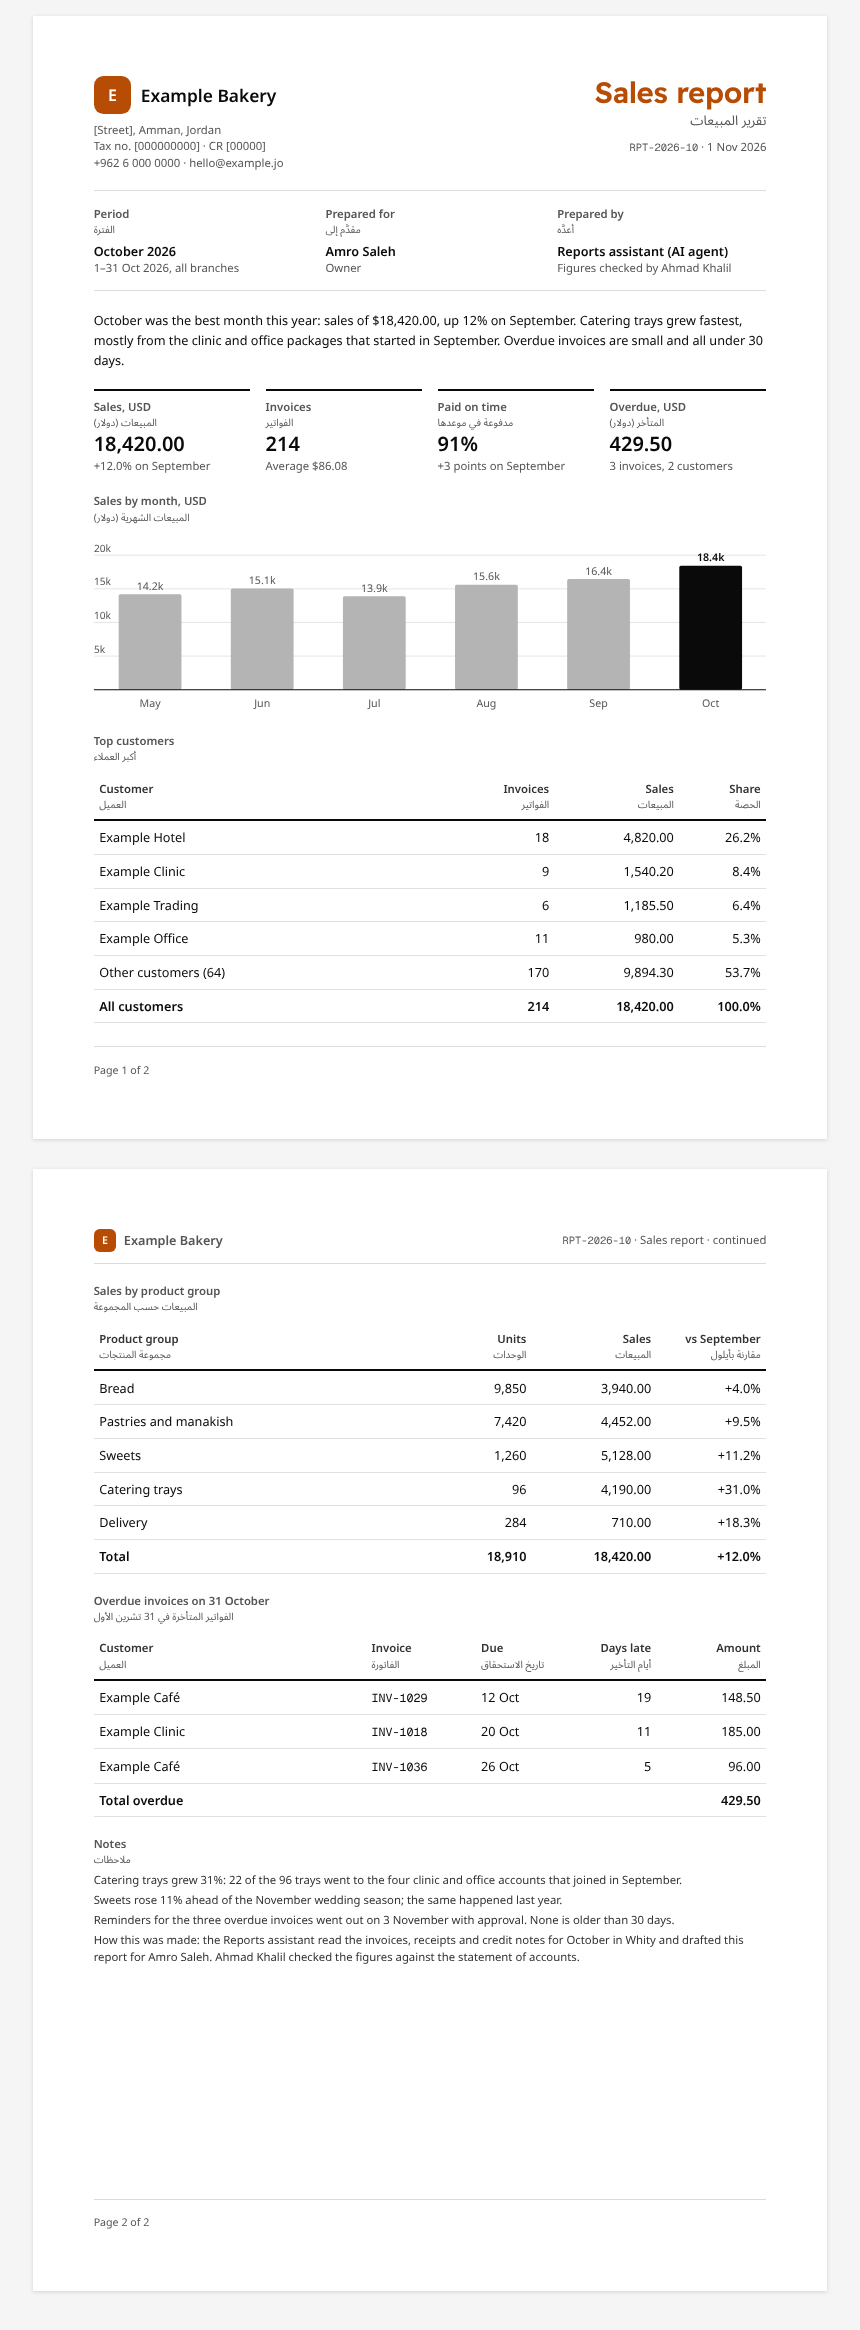 E
Example Bakery
Sales report
تقرير المبيعات
[Street], Amman, Jordan
Tax no. [000000000] · CR [00000]
+962 6 000 0000 · hello@example.jo
RPT-2026-10 · 1 Nov 2026
Period
الفترة
October 2026
1–31 Oct 2026, all branches
Prepared for
مقدَّم إلى
Amro Saleh
Owner
Prepared by
أعدَّه
Reports assistant (AI agent)
Figures checked by Ahmad Khalil
October was the best month this year: sales of $18,420.00, up 12% on September. Catering trays grew fastest,
mostly from the clinic and office packages that started in September. Overdue invoices are small and all under 30
days.
Sales, USD
المبيعات (دولار)
18,420.00
+12.0% on September
Invoices
الفواتير
214
Average $86.08
Paid on time
مدفوعة في موعدها
91%
+3 points on September
Overdue, USD
المتأخر (دولار)
429.50
3 invoices, 2 customers
Sales by month, USD
المبيعات الشهرية (دولار)
20k
15k
10k
5k
14.2k
15.1k
13.9k
15.6k
16.4k
18.4k
May
Jun
Jul
Aug
Sep
Oct
Top customers
أكبر العملاء
Customer Invoices Sales Share
العميل الفواتير المبيعات الحصة
Example Hotel 18 4,820.00 26.2%
Example Clinic 9 1,540.20 8.4%
Example Trading 6 1,185.50 6.4%
Example Office 11 980.00 5.3%
Other customers (64) 170 9,894.30 53.7%
All customers 214 18,420.00 100.0%
Page 1 of 2
E
Example Bakery
RPT-2026-10 · Sales report · continued
Sales by product group
المبيعات حسب المجموعة
Product group Units Sales vs September
مجموعة المنتجات الوحدات المبيعات مقارنة بأيلول
Bread 9,850 3,940.00 +4.0%
Pastries and manakish 7,420 4,452.00 +9.5%
Sweets 1,260 5,128.00 +11.2%
Catering trays 96 4,190.00 +31.0%
Delivery 284 710.00 +18.3%
Total 18,910 18,420.00 +12.0%
Overdue invoices on 31 October
الفواتير المتأخرة في 31 تشرين الأول
Customer Invoice Due Days late Amount
العميل الفاتورة تاريخ الاستحقاق أيام التأخير المبلغ
Example Café INV-1029 12 Oct 19 148.50
Example Clinic INV-1018 20 Oct 11 185.00
Example Café INV-1036 26 Oct 5 96.00
Total overdue 429.50
Notes
ملاحظات
Catering trays grew 31%: 22 of the 96 trays went to the four clinic and office accounts that joined in September.
Sweets rose 11% ahead of the November wedding season; the same happened last year.
Reminders for the three overdue invoices went out on 3 November with approval. None is older than 30 days.
How this was made: the Reports assistant read the invoices, receipts and credit notes for October in Whity and drafted this
report for Amro Saleh. Ahmad Khalil checked the figures against the statement of accounts.
Page 2 of 2